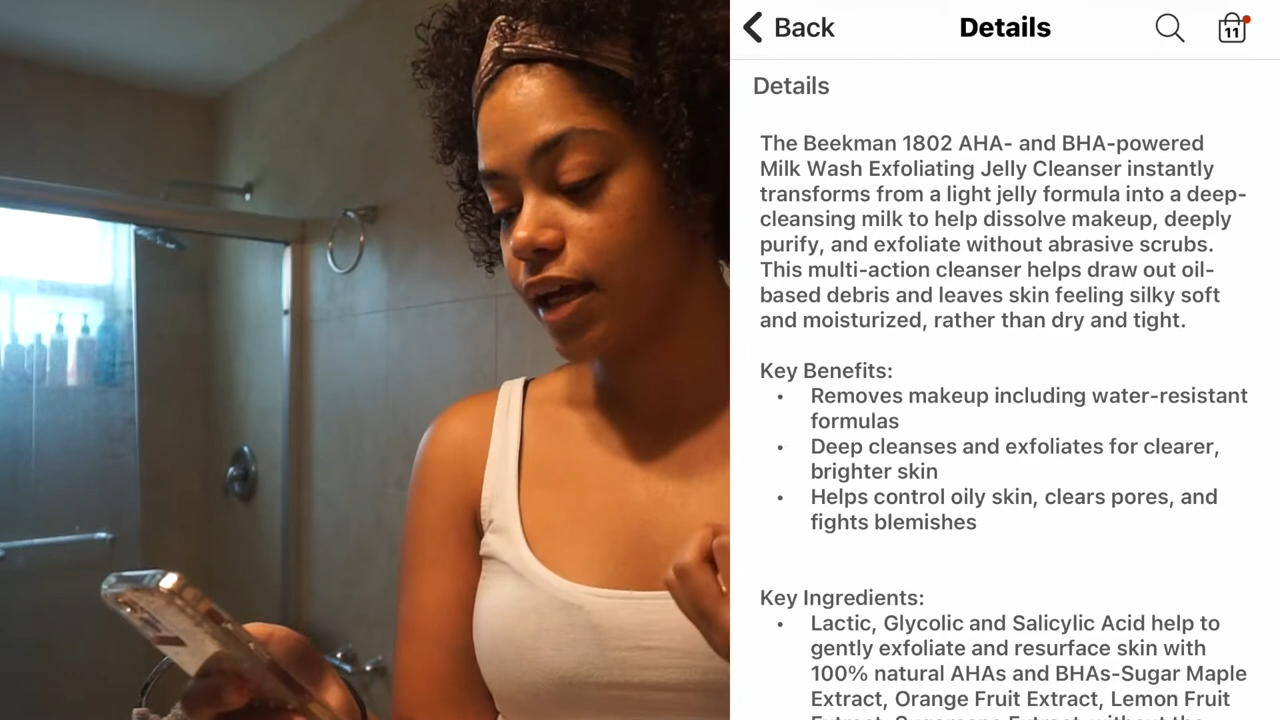 Back
Details
11
Details
The Beekman 1802 AHA- and BHA-powered
Milk Wash Exfoliating Jelly Cleanser instantly
transforms from a light jelly formula into a deep-
cleansing milk to help dissolve makeup, deeply
purify, and exfoliate without abrasive scrubs.
This multi-action cleanser helps draw out oil-
based debris and leaves skin feeling silky soft
and moisturized, rather than dry and tight.
Key Benefits:
• Removes makeup including water-resistant
formulas
• Deep cleanses and exfoliates for clearer,
brighter skin
• Helps control oily skin, clears pores, and
fights blemishes
Key Ingredients:
• Lactic, Glycolic and Salicylic Acid help to
gently exfoliate and resurface skin with
100% natural AHAs and BHAs-Sugar Maple
Extract, Orange Fruit Extract, Lemon Fruit
Extract, Sugarcane Extract, without the